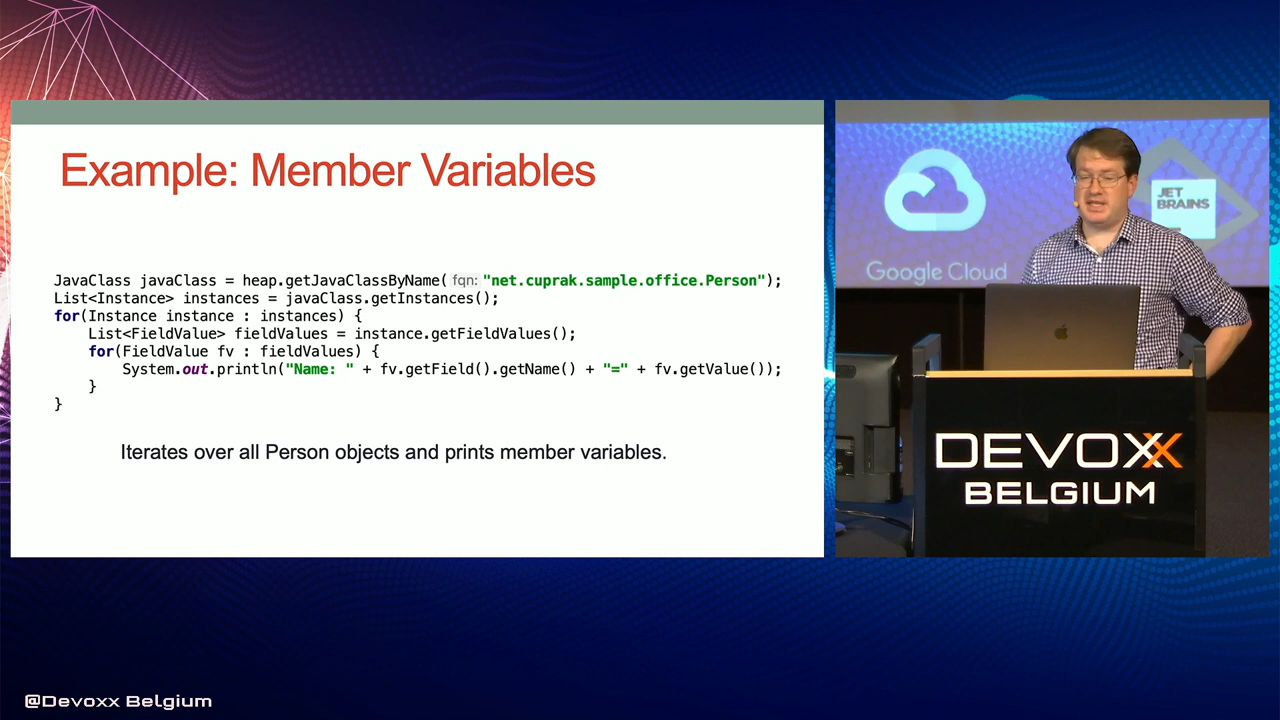 Example: Member Variables
JavaClass javaClass = heap.getJavaClassByName( fqn: "net.cuprak.sample.office.Person");
List<Instance> instances = javaClass.getInstances();
for(Instance instance : instances) {
List<FieldValue> fieldValues = instance.getFieldValues();
for(FieldValue fv : fieldValues) {
System.out.println("Name: " + fv.getField().getName() + "=" + fv.getValue());
}
}
Iterates over all Person objects and prints member variables.
Google Cloud
JET
BRAINS
DEVOXX
BELGIUM
@Devoxx Belgium